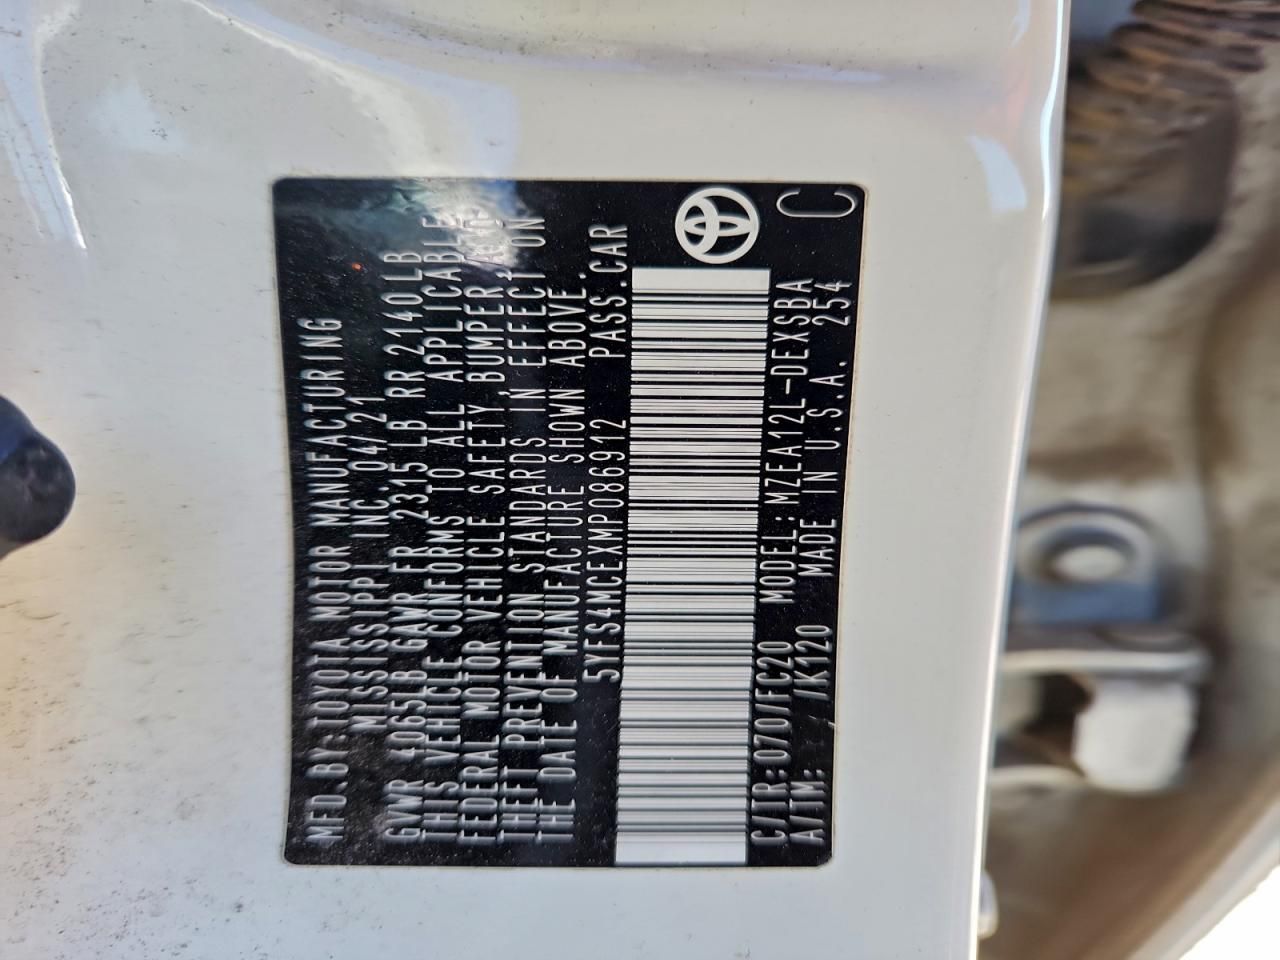 MFD.BY:TOYOTA MOTOR MANUFACTURING
MISSISSIPPI INC. 04/21
GVWR 4065LB GAWR FR 2315LB RR 2140LB
THIS VEHICLE CONFORMS TO ALL APPLICABLE
FEDERAL MOTOR VEHICLE SAFETY,BUMPER,AND
THEFT PREVENTION STANDARDS IN EFFECT ON
THE DATE OF MANUFACTURE SHOWN ABOVE.
5YFS4MCEXMP086912 PASS.CAR
C/TR:070/FC20 MODEL:MZEA12L-DEXSBA
A/TM: /K120 MADE IN U.S.A. 254
C